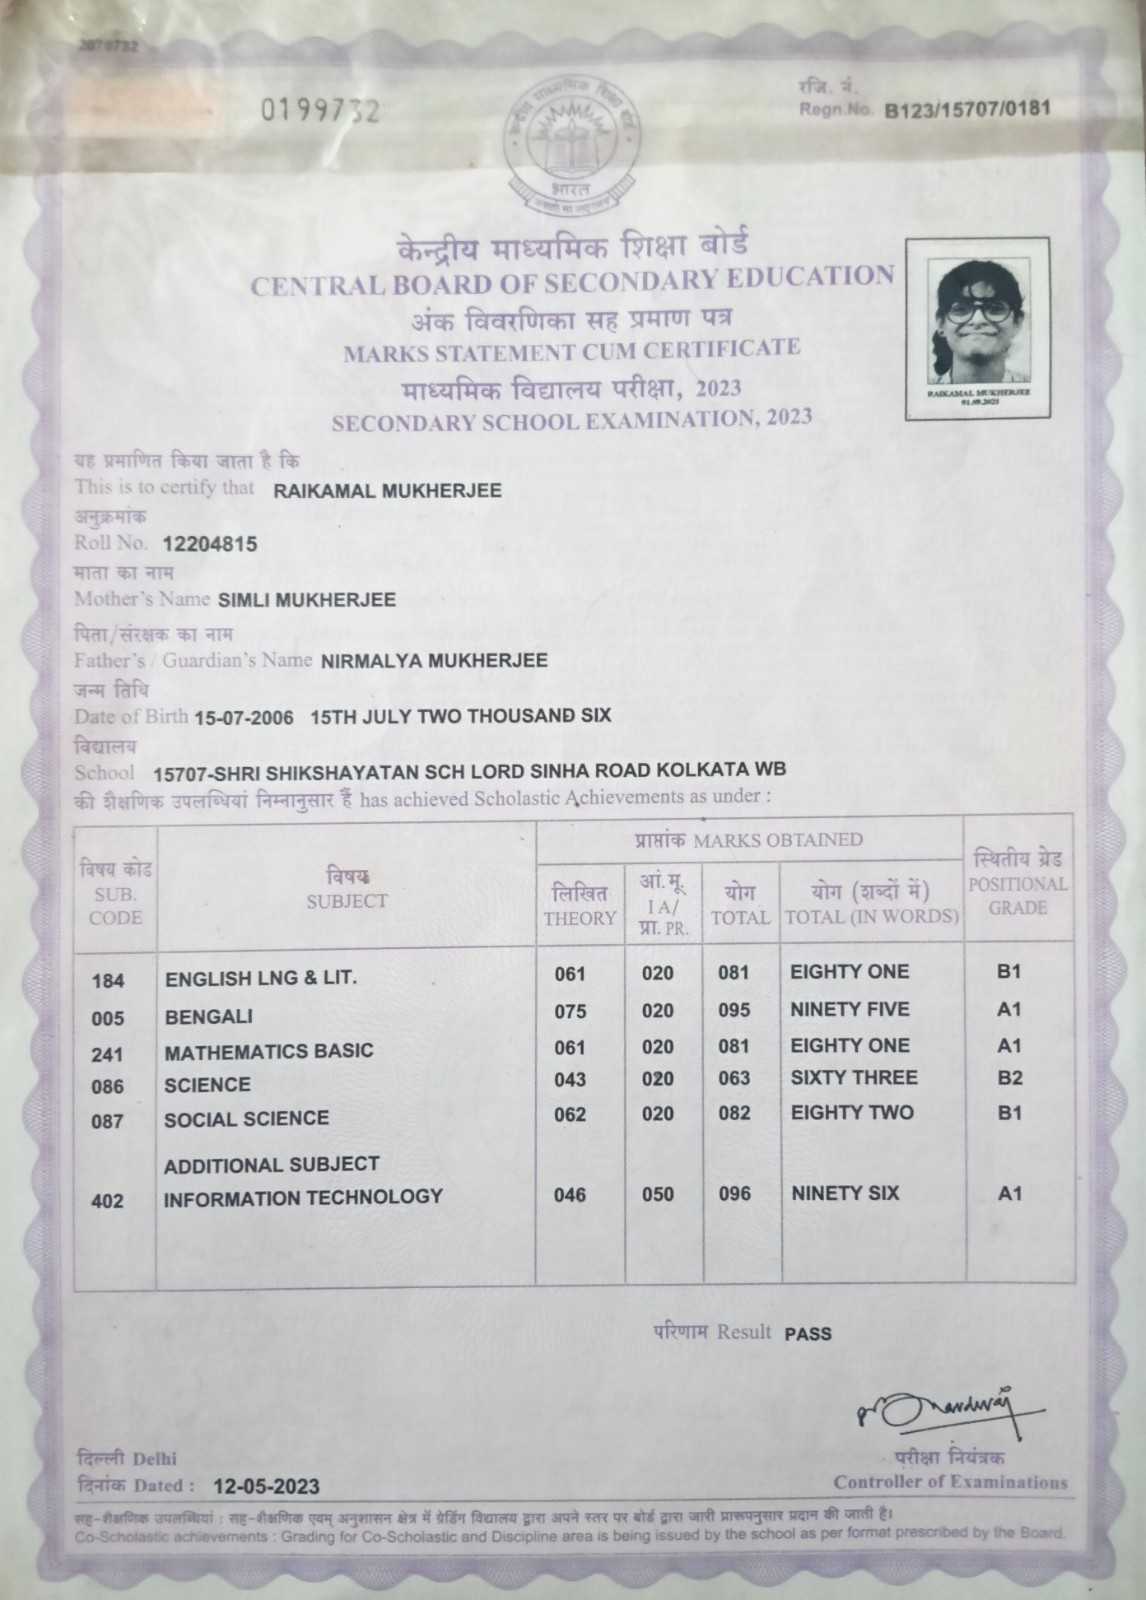 2070732
0199732
रजि. नं.
Regn.No. B123/15707/0181
भारत
केन्द्रीय माध्यमिक शिक्षा बोर्ड
CENTRAL BOARD OF SECONDARY EDUCATION
अंक विवरणिका सह प्रमाण पत्र
MARKS STATEMENT CUM CERTIFICATE
माध्यमिक विद्यालय परीक्षा, 2023
SECONDARY SCHOOL EXAMINATION, 2023
RAIKAMAL MUKHERJEE
यह प्रमाणित किया जाता है कि
This is to certify that RAIKAMAL MUKHERJEE
अनुक्रमांक
Roll No. 12204815
माता का नाम
Mother's Name SIMLI MUKHERJEE
पिता/संरक्षक का नाम
Father's / Guardian's Name NIRMALYA MUKHERJEE
जन्म तिथि
Date of Birth 15-07-2006 15TH JULY TWO THOUSAND SIX
विद्यालय
School 15707-SHRI SHIKSHAYATAN SCH LORD SINHA ROAD KOLKATA WB
की शैक्षणिक उपलब्धियां निम्नानुसार हैं has achieved Scholastic Achievements as under :
विषय कोड SUB. CODE
विषय SUBJECT
प्राप्तांक MARKS OBTAINED
लिखित THEORY
आं.मू. I A/ प्रा. PR.
योग TOTAL
योग (शब्दों में) TOTAL (IN WORDS)
स्थितीय ग्रेड POSITIONAL GRADE
184 ENGLISH LNG & LIT. 061 020 081 EIGHTY ONE B1
005 BENGALI 075 020 095 NINETY FIVE A1
241 MATHEMATICS BASIC 061 020 081 EIGHTY ONE A1
086 SCIENCE 043 020 063 SIXTY THREE B2
087 SOCIAL SCIENCE 062 020 082 EIGHTY TWO B1
ADDITIONAL SUBJECT
402 INFORMATION TECHNOLOGY 046 050 096 NINETY SIX A1
परिणाम Result PASS
दिल्ली Delhi
दिनांक Dated : 12-05-2023
परीक्षा नियंत्रक
Controller of Examinations
सह-शैक्षणिक उपलब्धियां : सह-शैक्षणिक एवम् अनुशासन क्षेत्र में ग्रेडिंग विद्यालय द्वारा अपने स्तर पर बोर्ड द्वारा जारी प्रारूपनुसार प्रदान की जाती है।
Co-Scholastic achievements : Grading for Co-Scholastic and Discipline area is being issued by the school as per format prescribed by the Board.